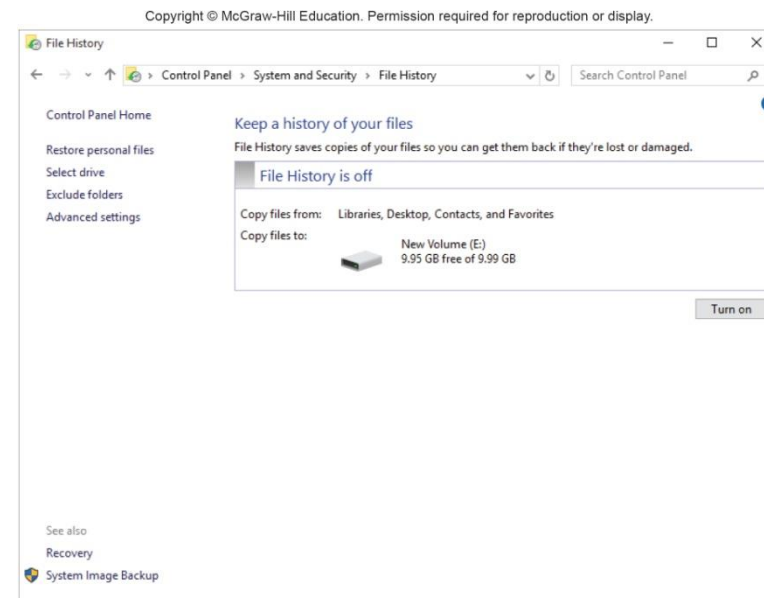 Copyright © McGraw-Hill Education. Permission required for reproduction or display.
File History
Control Panel > System and Security > File History
Search Control Panel
Control Panel Home
Restore personal files
Select drive
Exclude folders
Advanced settings
Keep a history of your files
File History saves copies of your files so you can get them back if they're lost or damaged.
File History is off
Copy files from: Libraries, Desktop, Contacts, and Favorites
Copy files to:
New Volume (E:)
9.95 GB free of 9.99 GB
Turn on
See also
Recovery
System Image Backup